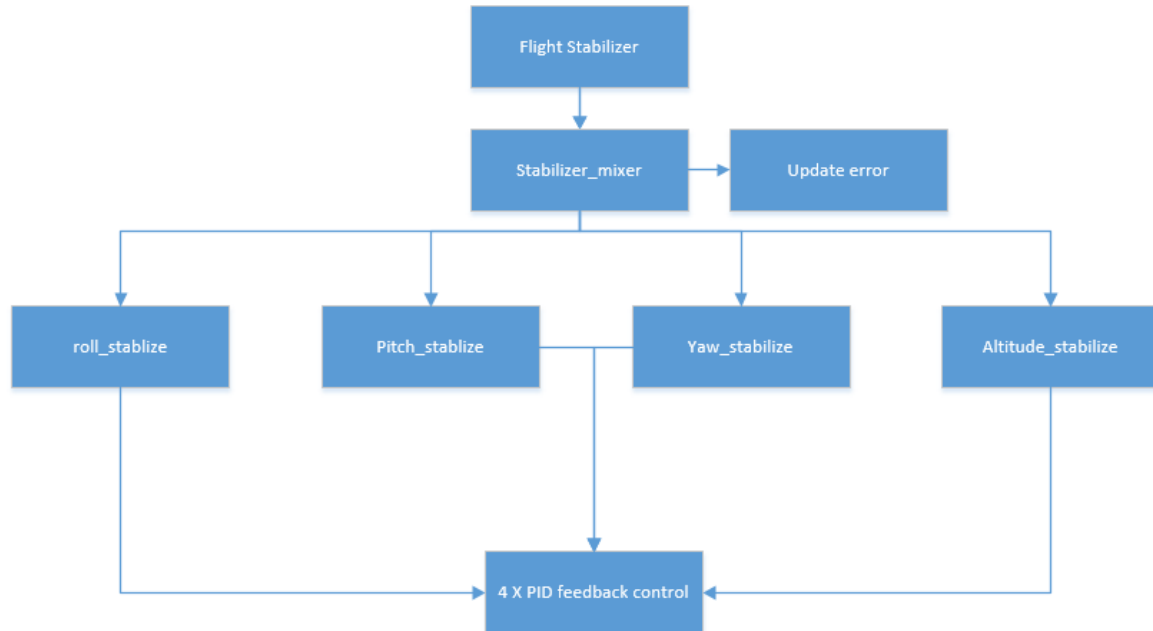 Flight Stabilizer
Stabilizer_mixer
Update error
roll_stablize
Pitch_stablize
Yaw_stabilize
Altitude_stabilize
4 X PID feedback control